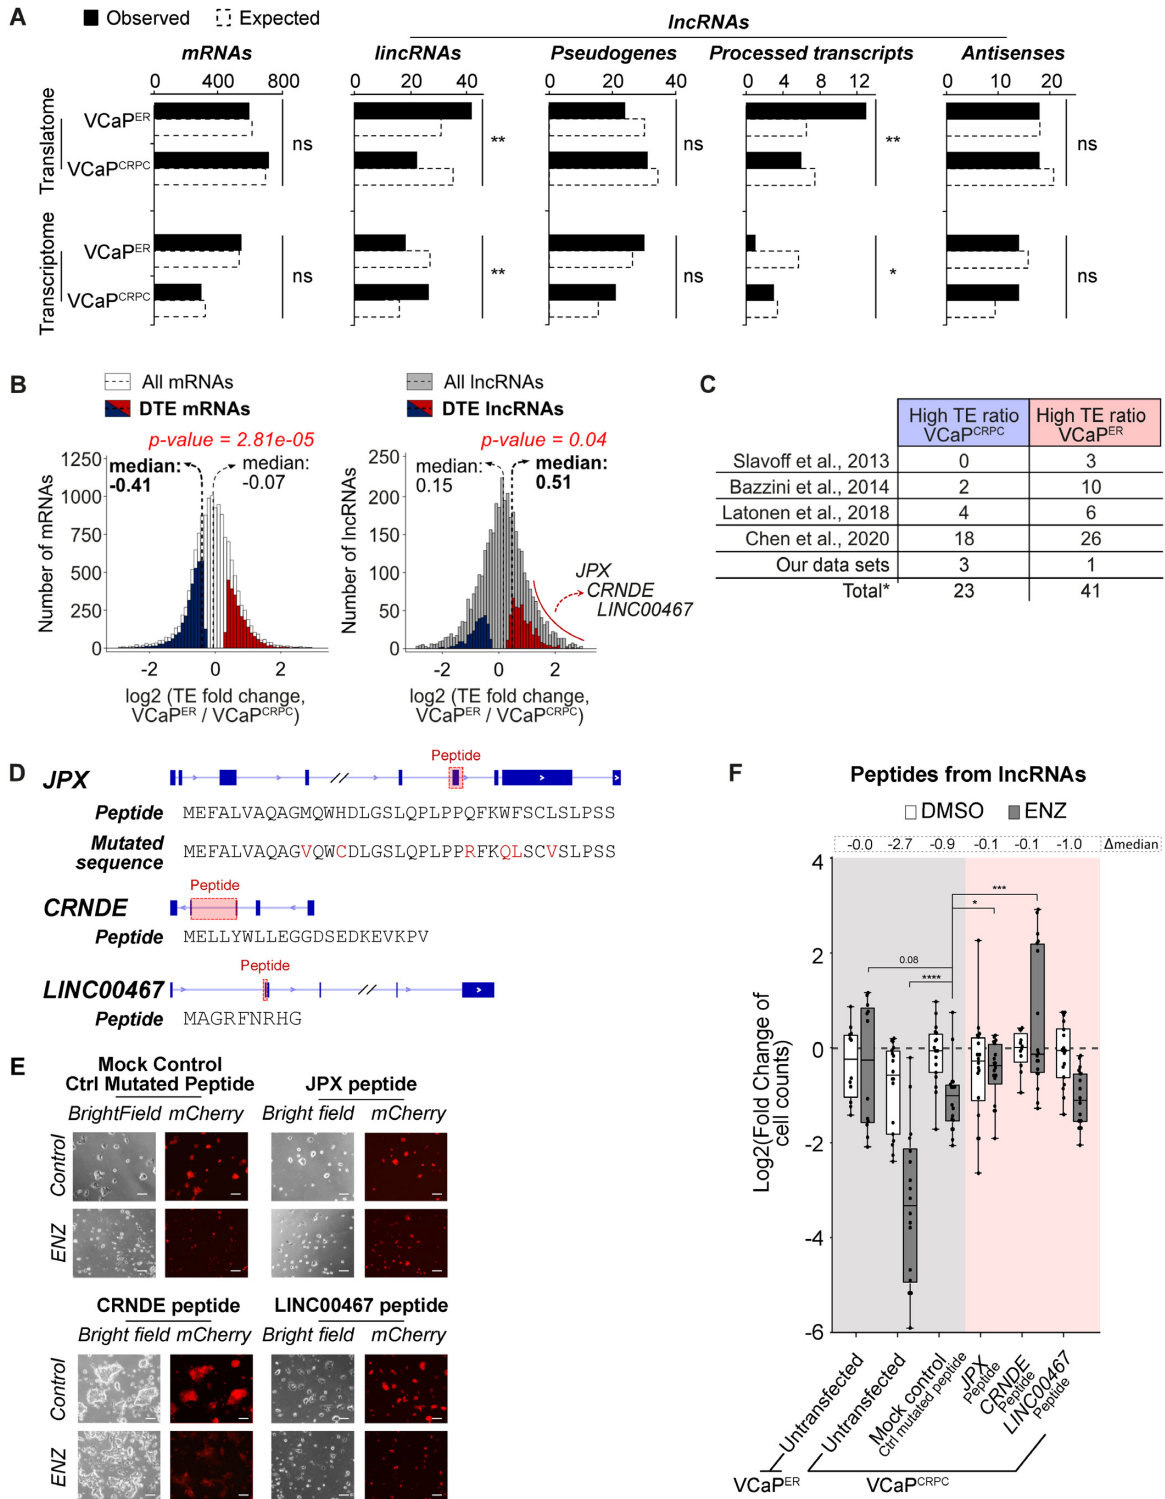 A
Observed Expected
lncRNAs
mRNAs lincRNAs Pseudogenes Processed transcripts Antisenses
0 400 800 0 20 40 0 20 40 0 4 8 12 0 10 20
Translatome
VCaPER
VCaPCRPC
ns ** ns ** ns
Transcriptome
VCaPER
VCaPCRPC
ns ** ns * ns
B
All mRNAs
DTE mRNAs
p-value = 2.81e-05
median: -0.41
median: -0.07
Number of mRNAs
1250
1000
750
500
250
0
-2 0 2
log2 (TE fold change,
VCaPER / VCaPCRPC)
All lncRNAs
DTE lncRNAs
p-value = 0.04
median: 0.15
median: 0.51
Number of lncRNAs
250
200
150
100
50
0
JPX
CRNDE
LINC00467
-2 0 2
log2 (TE fold change,
VCaPER / VCaPCRPC)
C
High TE ratio VCaPCRPC High TE ratio VCaPER
Slavoff et al., 2013 0 3
Bazzini et al., 2014 2 10
Latonen et al., 2018 4 6
Chen et al., 2020 18 26
Our data sets 3 1
Total* 23 41
D
Peptide
JPX
Peptide MEFALVAQAGMQWHDLGSLQPLPPQFKWFSCLSLPSS
Mutated sequence MEFALVAQAGVQWCDLGSLQPLPPRFKQLSCVSLPSS
Peptide
CRNDE
Peptide MELLYWLLEGGDSEDKEVKPV
Peptide
LINC00467
Peptide MAGRFNRHG
E
Mock Control
Ctrl Mutated Peptide JPX peptide
BrightField mCherry Bright field mCherry
Control
ENZ
CRNDE peptide LINC00467 peptide
Bright field mCherry Bright field mCherry
Control
ENZ
F
Peptides from lncRNAs
DMSO ENZ
-0.0 -2.7 -0.9 -0.1 -0.1 -1.0 Δmedian
Log2(Fold Change of
cell counts)
4
2
0
-2
-4
-6
***
*
0.08
****
Untransfected
Untransfected
Mock control
Ctrl mutated peptide
JPX
Peptide
CRNDE
Peptide
LINC00467
Peptide
VCaPER VCaPCRPC